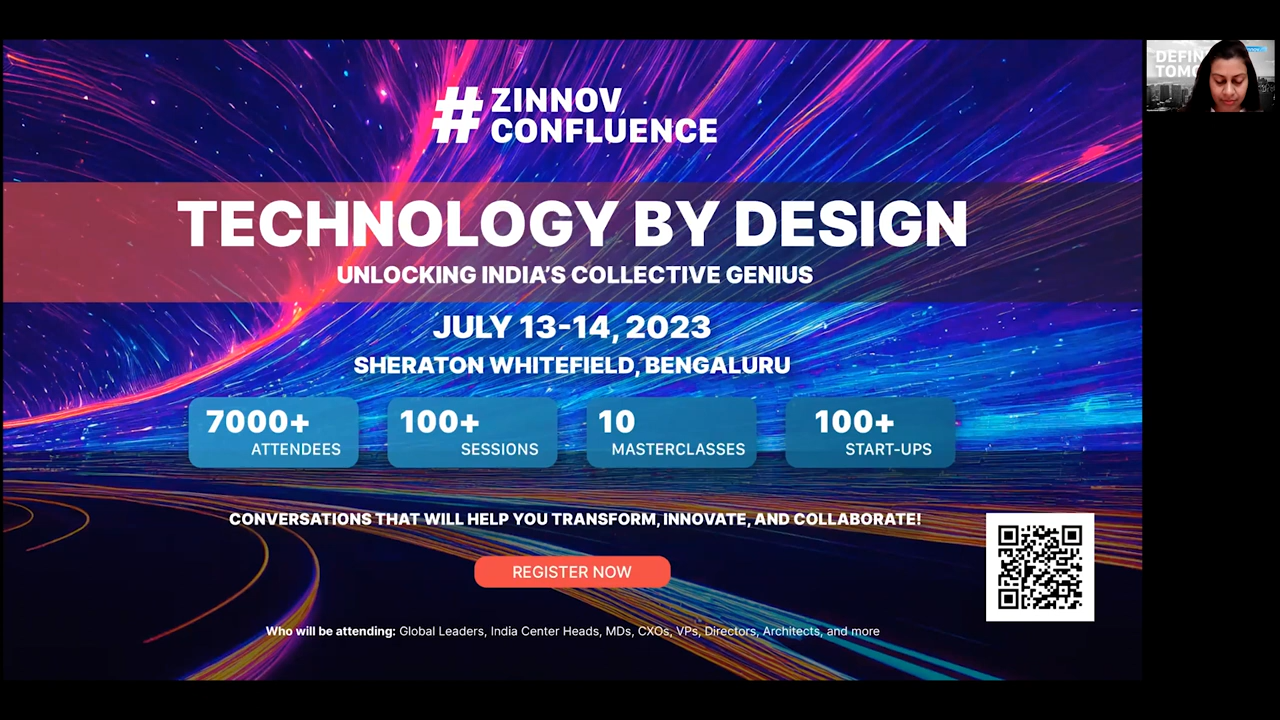 # ZINNOV
CONFLUENCE
TECHNOLOGY BY DESIGN
UNLOCKING INDIA'S COLLECTIVE GENIUS
JULY 13-14, 2023
SHERATON WHITEFIELD, BENGALURU
7000+
ATTENDEES
100+
SESSIONS
10
MASTERCLASSES
100+
START-UPS
CONVERSATIONS THAT WILL HELP YOU TRANSFORM, INNOVATE, AND COLLABORATE!
REGISTER NOW
Who will be attending: Global Leaders, India Center Heads, MDs, CXOs, VPs, Directors, Architects, and more